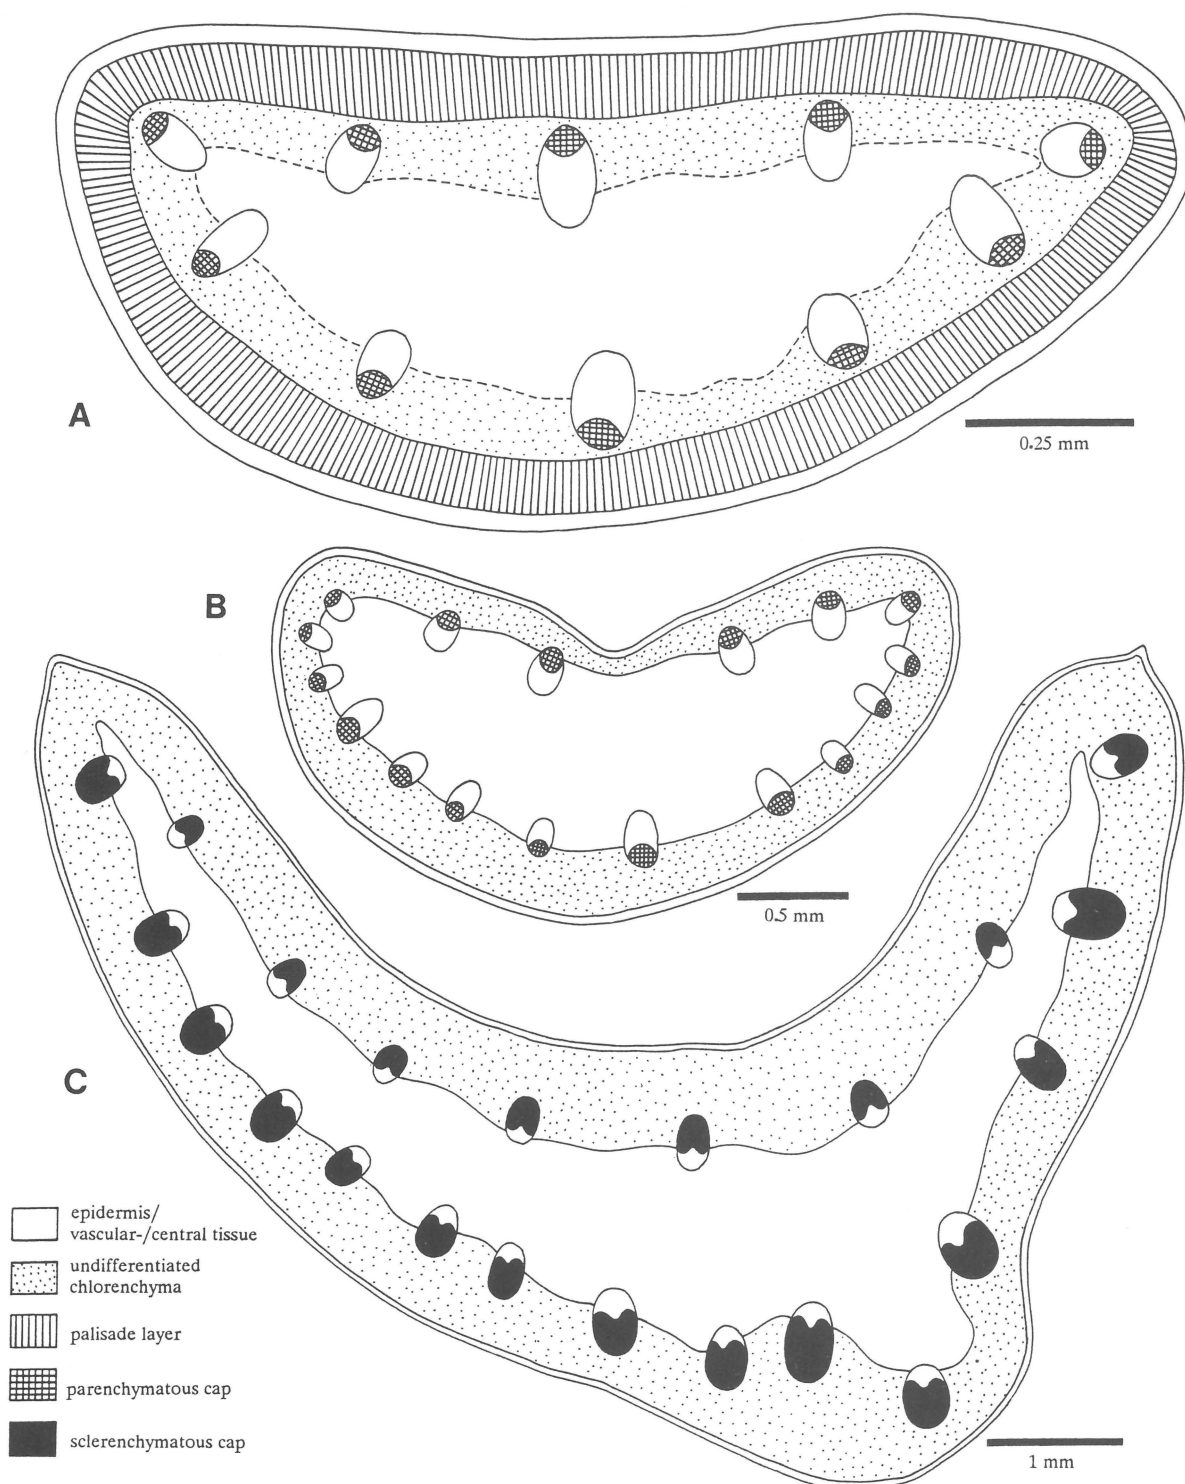 A
0.25 mm
B
0.5 mm
C
epidermis/
vascular-/central tissue
undifferentiated
chlorenchyma
palisade layer
parenchymatous cap
sclerenchymatous cap
1 mm